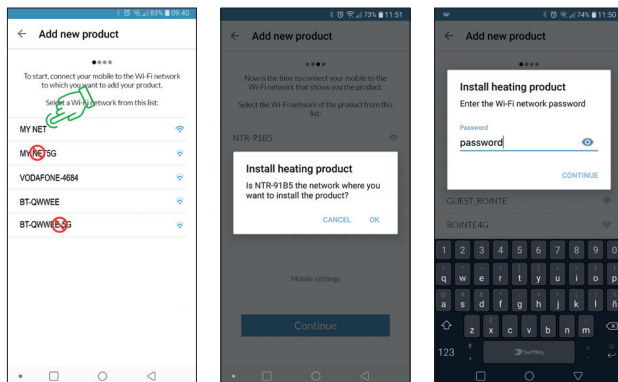 83% 09:40
Add new product
To start, connect your mobile to the Wi-Fi network
to which you want to add your product.
Select a Wi-Fi network from this list:
MY NET
MY NET5G
VODAFONE-4684
BT-QWWEE
BT-QWWEE-5G
73% 11:51
Add new product
Now is the time to connect your mobile to the
Wi-Fi network that shows you the product.
Select the Wi-Fi network of the product from this
list:
NTR-91B5
Install heating product
Is NTR-91B5 the network where you
want to install the product?
CANCEL OK
Mobile settings
Continue
74% 11:50
Add new product
Install heating product
Enter the Wi-Fi network password
Password
password
CONTINUE
GUEST_ROINTE
ROINTE4G
1 2 3 4 5 6 7 8 9 0
q w e r t y u i o p
a s d f g h j k l ñ
z x c v b n m
123 , SwiftKey .